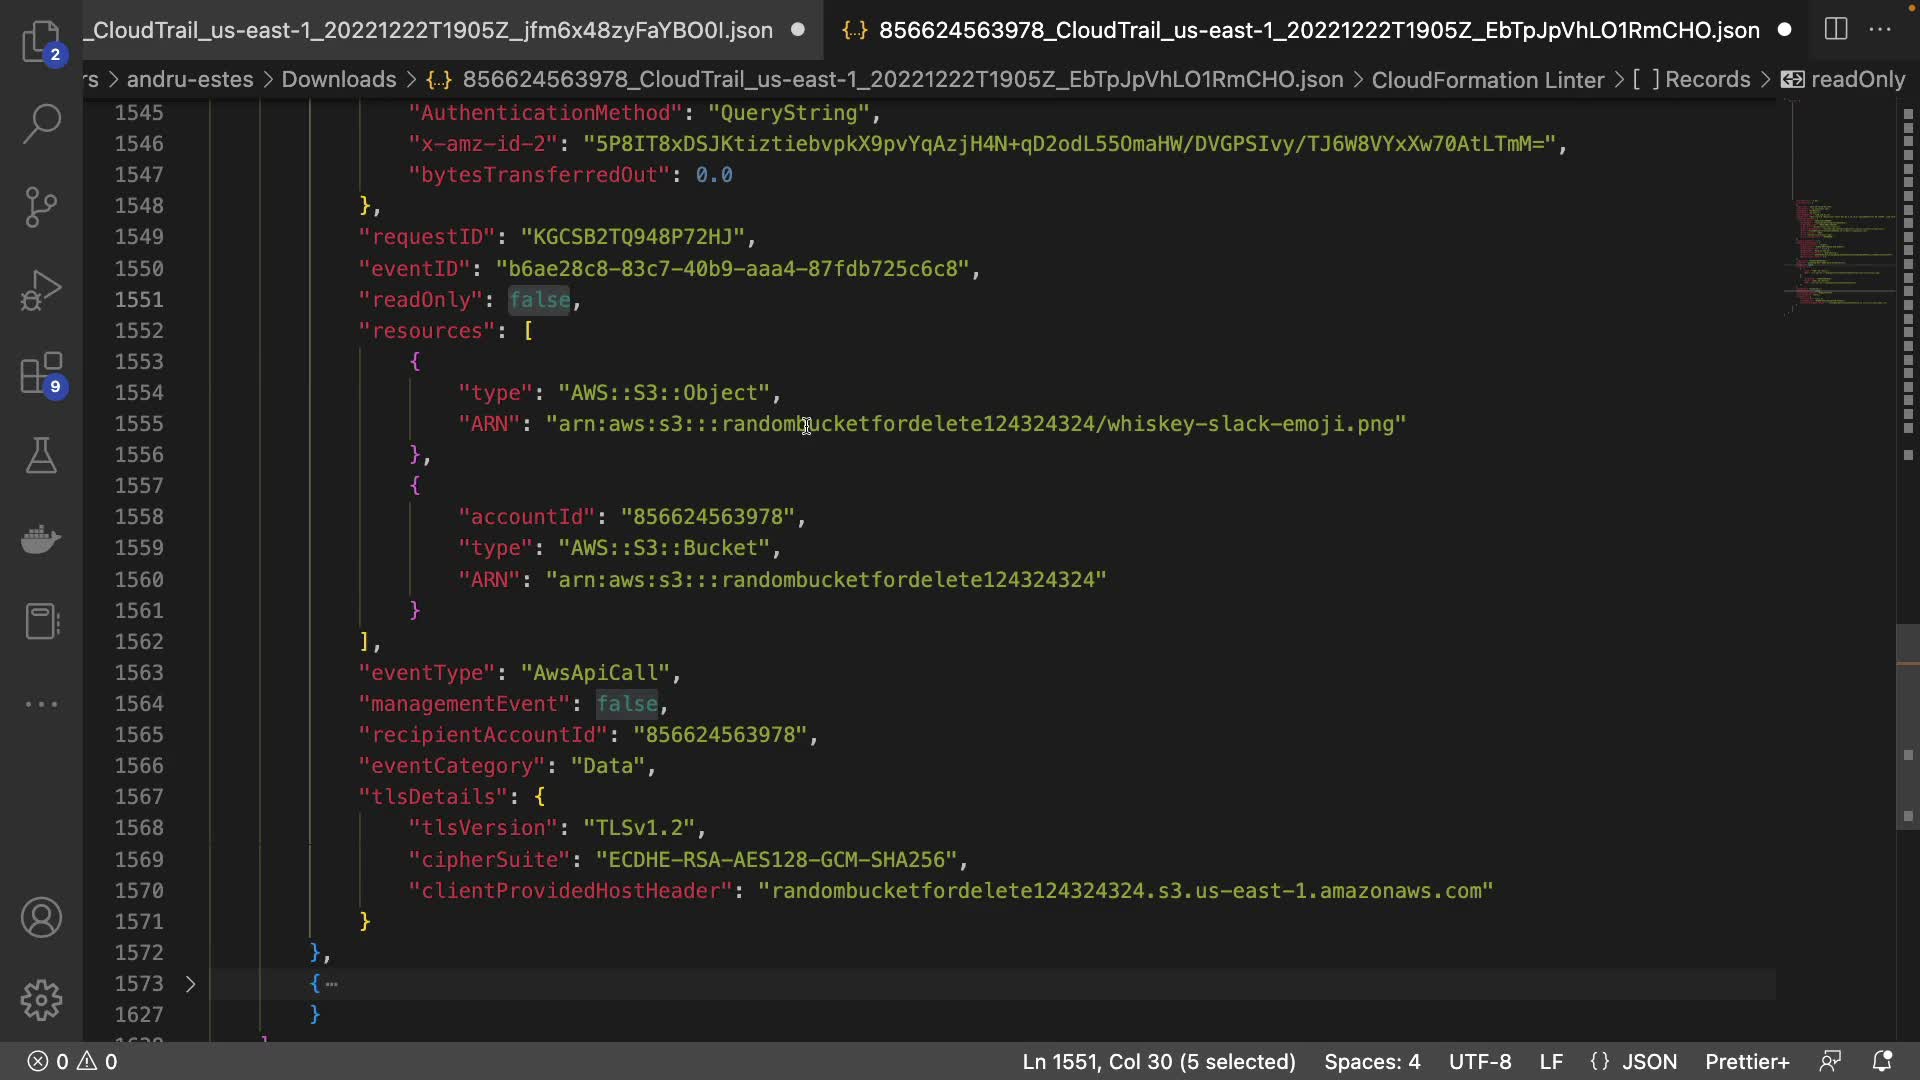 _CloudTrail_us-east-1_20221222T1905Z_jfm6x48zyFaYBO0I.json
{..} 856624563978_CloudTrail_us-east-1_20221222T1905Z_EbTpJpVhLO1RmCHO.json
rs > andru-estes > Downloads > {..} 856624563978_CloudTrail_us-east-1_20221222T1905Z_EbTpJpVhLO1RmCHO.json > CloudFormation Linter > [ ] Records > readOnly
1545 "AuthenticationMethod": "QueryString",
1546 "x-amz-id-2": "5P8IT8xDSJKtiztiebvpkX9pvYqAzjH4N+qD2odL55OmaHW/DVGPSIvy/TJ6W8VYxXw70AtLTmM=",
1547 "bytesTransferredOut": 0.0
1548 },
1549 "requestID": "KGCSB2TQ948P72HJ",
1550 "eventID": "b6ae28c8-83c7-40b9-aaa4-87fdb725c6c8",
1551 "readOnly": false,
1552 "resources": [
1553 {
1554 "type": "AWS::S3::Object",
1555 "ARN": "arn:aws:s3:::randombucketfordelete124324324/whiskey-slack-emoji.png"
1556 },
1557 {
1558 "accountId": "856624563978",
1559 "type": "AWS::S3::Bucket",
1560 "ARN": "arn:aws:s3:::randombucketfordelete124324324"
1561 }
1562 ],
1563 "eventType": "AwsApiCall",
1564 "managementEvent": false,
1565 "recipientAccountId": "856624563978",
1566 "eventCategory": "Data",
1567 "tlsDetails": {
1568 "tlsVersion": "TLSv1.2",
1569 "cipherSuite": "ECDHE-RSA-AES128-GCM-SHA256",
1570 "clientProvidedHostHeader": "randombucketfordelete124324324.s3.us-east-1.amazonaws.com"
1571 }
1572 },
1573 > { ⋯
1627 }
2
9
0 0
Ln 1551, Col 30 (5 selected) Spaces: 4 UTF-8 LF {} JSON Prettier+